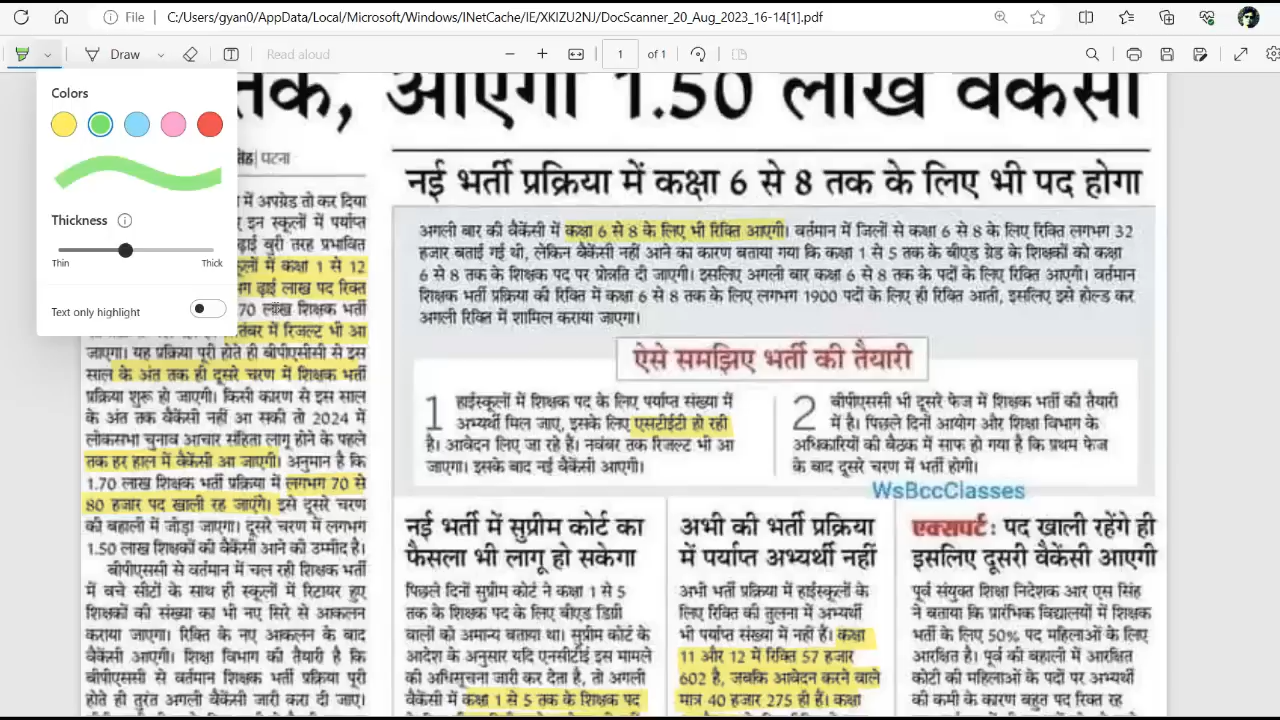 File
C:/Users/gyan0/AppData/Local/Microsoft/Windows/INetCache/IE/XI1ZU2NJ/DocScanner_20_Aug_2023_16-14[1].pdf
Draw
Read aloud
1 of 1
Colors
Thickness
Thin Thick
Text only highlight
तक, आएगी 1.50 लाख वैकेंसी
पटना
में अपग्रेड तो कर दिया
इन स्कूलों में पर्याप्त
ढ़ाई बुरी तरह प्रभावित
में कक्षा 1 से 12
ढ़ाई लाख पद रिक्त
70 लाख शिक्षक भर्ती
में रिजल्ट भी आ
जाएगा। यह प्रक्रिया पूरी होते ही बीपीएससी से इस
साल के अंत तक ही दूसरे चरण में शिक्षक भर्ती
प्रक्रिया शुरू हो जाएगी। किसी कारण से इस साल
के अंत तक वैकेंसी नहीं आ सकी तो 2024 में
लोकसभा चुनाव आचार संहिता लागू होने के पहले
तक हर हाल में वैकेंसी आ जाएगी। अनुमान है कि
1.70 लाख शिक्षक भर्ती प्रक्रिया में लगभग 70 से
80 हजार पद खाली रह जाएंगे। इसे दूसरे चरण
की बहाली में जोड़ा जाएगा। दूसरे चरण में लगभग
1.50 लाख शिक्षकों की वैकेंसी आने की उम्मीद है।
बीपीएससी से वर्तमान में चल रही शिक्षक भर्ती
में बचे सीटों के साथ ही स्कूलों में रिटायर हुए
शिक्षकों की संख्या का भी नए सिरे से आकलन
कराया जाएगा। रिक्ति के नए आकलन के बाद
वैकेंसी आएगी। शिक्षा विभाग की तैयारी है कि
बीपीएससी से वर्तमान शिक्षक भर्ती प्रक्रिया पूरी
होते ही तुरंत अगली वैकेंसी जारी करा दी जाए।
नई भर्ती प्रक्रिया में कक्षा 6 से 8 तक के लिए भी पद होगा
अगली बार की वैकेंसी में कक्षा 6 से 8 के लिए भी रिक्ति आएगी। वर्तमान में जिलों से कक्षा 6 से 8 के लिए रिक्ति लगभग 32
हजार बताई गई थी, लेकिन वैकेंसी नहीं आने का कारण बताया गया कि कक्षा 1 से 5 तक के बीएड ग्रेड के शिक्षकों को कक्षा
6 से 8 तक के शिक्षक पद पर प्रोन्नति दी जाएगी। इसलिए अगली बार कक्षा 6 से 8 तक के पदों के लिए रिक्ति आएगी। वर्तमान
शिक्षक भर्ती प्रक्रिया की रिक्ति में कक्षा 6 से 8 तक के लिए लगभग 1900 पदों के लिए ही रिक्ति आती, इसलिए इसे होल्ड कर
अगली रिक्ति में शामिल कराया जाएगा।
ऐसे समझिए भर्ती की तैयारी
1 हाईस्कूलों में शिक्षक पद के लिए पर्याप्त संख्या में
अभ्यर्थी मिल जाए, इसके लिए एसटीईटी हो रही
है। आवेदन लिए जा रहे हैं। नवंबर तक रिजल्ट भी आ
जाएगा। इसके बाद नई वैकेंसी आएगी।
2 बीपीएससी भी दूसरे फेज में शिक्षक भर्ती की तैयारी
में है। पिछले दिनों आयोग और शिक्षा विभाग के
अधिकारियों की बैठक में साफ हो गया है कि प्रथम फेज
के बाद दूसरे चरण में भर्ती होगी।
WsBccClasses
नई भर्ती में सुप्रीम कोर्ट का
फैसला भी लागू हो सकेगा
पिछले दिनों सुप्रीम कोर्ट ने कक्षा 1 से 5
तक के शिक्षक पद के लिए बीएड डिग्री
वालों को अमान्य बताया था। सुप्रीम कोर्ट के
आदेश के अनुसार यदि एनसीटीई इस मामले
की अधिसूचना जारी कर देता है, तो अगली
वैकेंसी में कक्षा 1 से 5 तक के शिक्षक पद
अभी की भर्ती प्रक्रिया
में पर्याप्त अभ्यर्थी नहीं
अभी भर्ती प्रक्रिया में हाईस्कूलों के
लिए रिक्ति की तुलना में अभ्यर्थी
भी पर्याप्त संख्या में नहीं हैं। कक्षा
11 और 12 में रिक्ति 57 हजार
602 है, जबकि आवेदन करने वाले
मात्र 40 हजार 275 ही हैं। कक्षा
एक्सपर्ट: पद खाली रहेंगे ही
इसलिए दूसरी वैकेंसी आएगी
पूर्व संयुक्त शिक्षा निदेशक आर एस सिंह
ने बताया कि प्रारंभिक विद्यालयों में शिक्षक
भर्ती के लिए 50% पद महिलाओं के लिए
आरक्षित है। पूर्व की बहाली में आरक्षित
कोटी की महिलाओं के पदों पर अभ्यर्थी
की कमी के कारण बहुत पद रिक्त रह